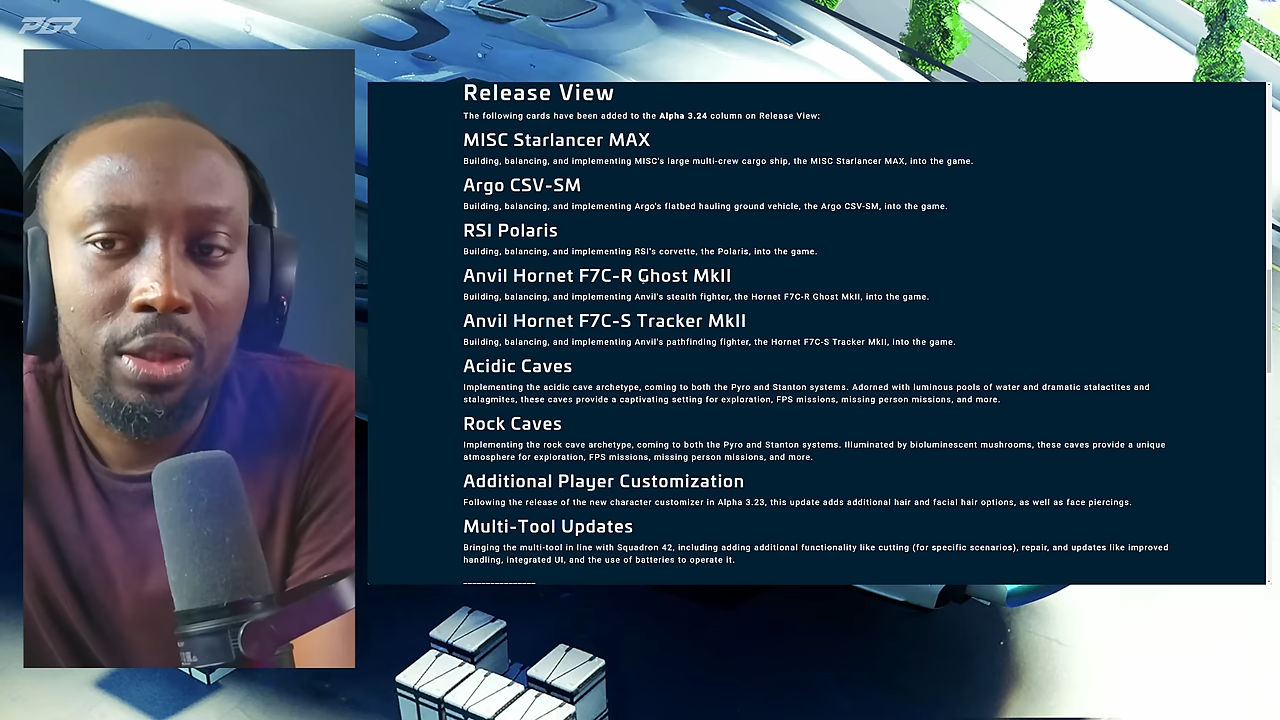 PGR
Release View
The following cards have been added to the Alpha 3.24 column on Release View:
MISC Starlancer MAX
Building, balancing, and implementing MISC's large multi-crew cargo ship, the MISC Starlancer MAX, into the game.
Argo CSV-SM
Building, balancing, and implementing Argo's flatbed hauling ground vehicle, the Argo CSV-SM, into the game.
RSI Polaris
Building, balancing, and implementing RSI's corvette, the Polaris, into the game.
Anvil Hornet F7C-R Ghost MkII
Building, balancing, and implementing Anvil's stealth fighter, the Hornet F7C-R Ghost MkII, into the game.
Anvil Hornet F7C-S Tracker MkII
Building, balancing, and implementing Anvil's pathfinding fighter, the Hornet F7C-S Tracker MkII, into the game.
Acidic Caves
Implementing the acidic cave archetype, coming to both the Pyro and Stanton systems. Adorned with luminous pools of water and dramatic stalactites and
stalagmites, these caves provide a captivating setting for exploration, FPS missions, missing person missions, and more.
Rock Caves
Implementing the rock cave archetype, coming to both the Pyro and Stanton systems. Illuminated by bioluminescent mushrooms, these caves provide a unique
atmosphere for exploration, FPS missions, missing person missions, and more.
Additional Player Customization
Following the release of the new character customizer in Alpha 3.23, this update adds additional hair and facial hair options, as well as face piercings.
Multi-Tool Updates
Bringing the multi-tool in line with Squadron 42, including adding additional functionality like cutting (for specific scenarios), repair, and updates like improved
handling, integrated UI, and the use of batteries to operate it.